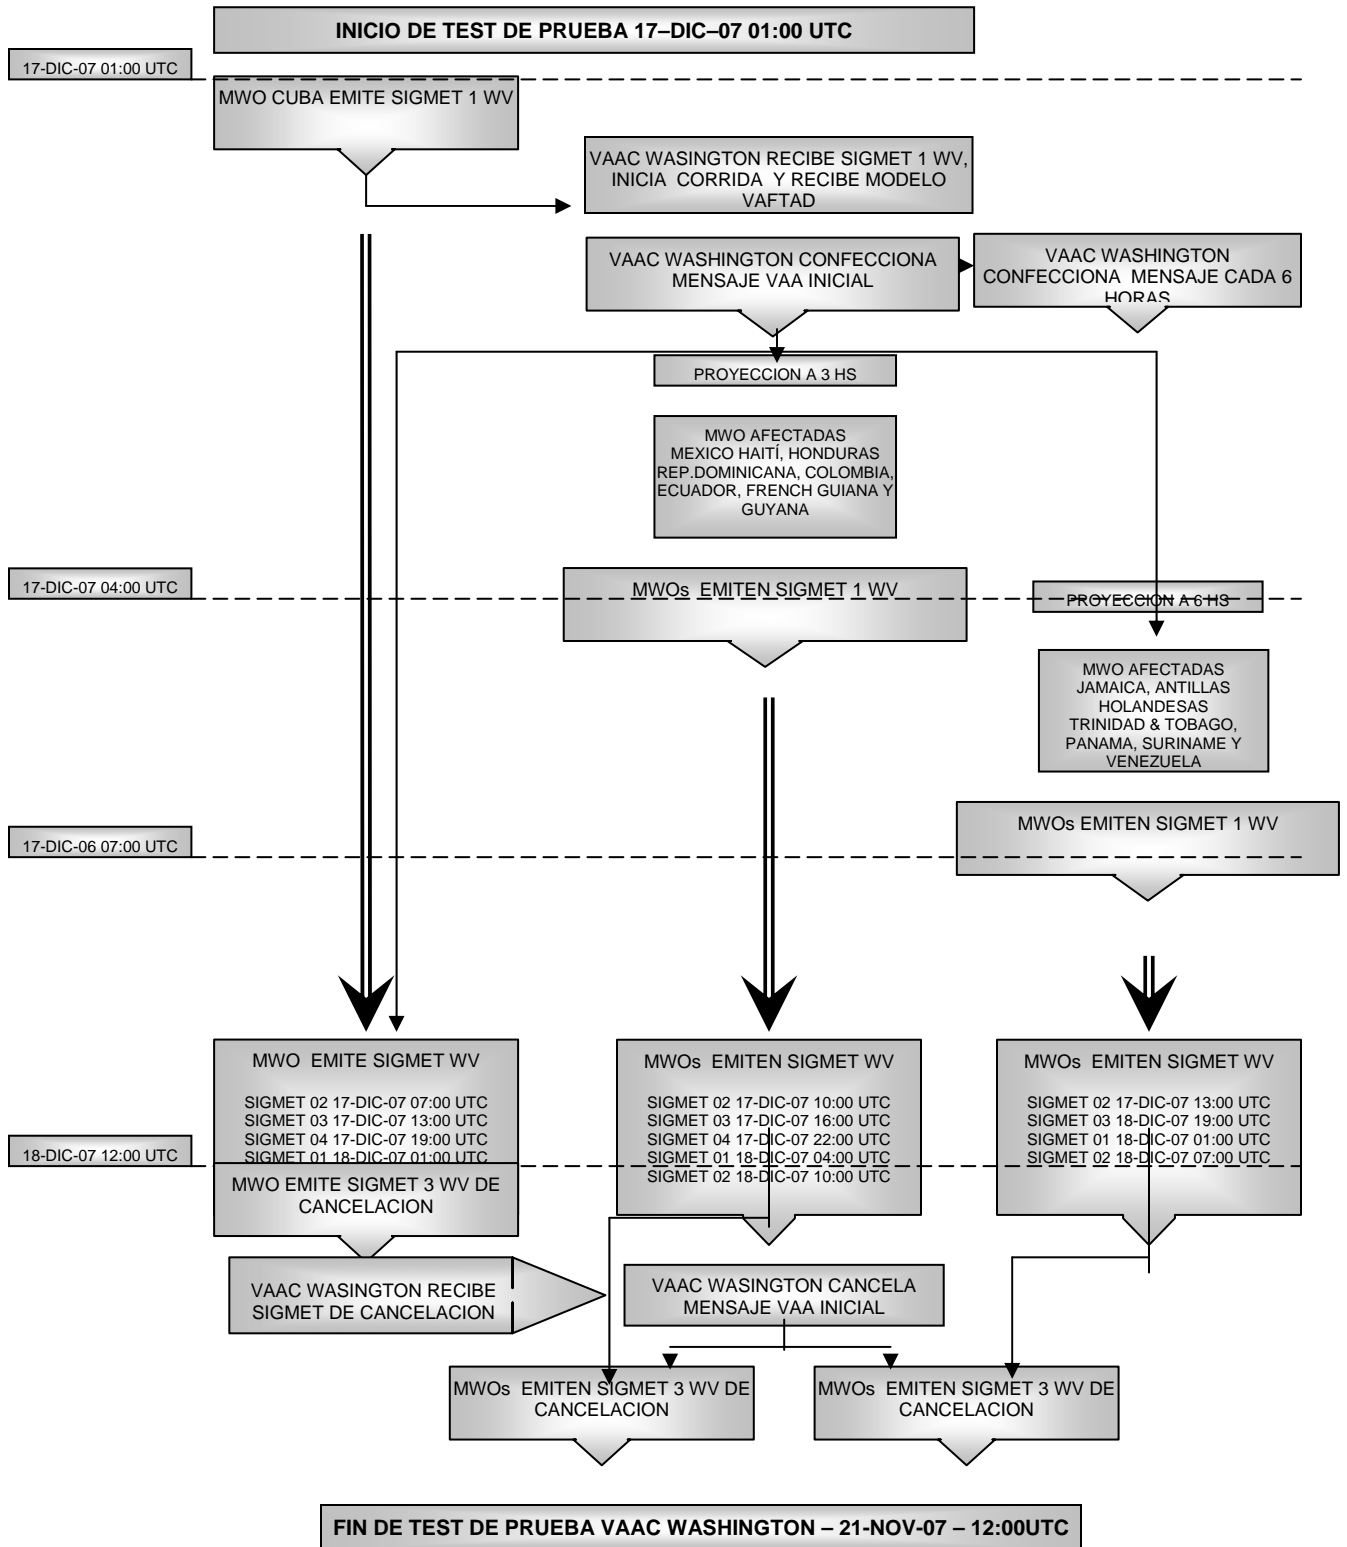 INICIO DE TEST DE PRUEBA 17–DIC–07 01:00 UTC
17-DIC-07 01:00 UTC
MWO CUBA EMITE SIGMET 1 WV
VAAC WASINGTON RECIBE SIGMET 1 WV,
INICIA CORRIDA Y RECIBE MODELO
VAFTAD
VAAC WASHINGTON CONFECCIONA
MENSAJE VAA INICIAL
VAAC WASHINGTON
CONFECCIONA MENSAJE CADA 6
HORAS
PROYECCION A 3 HS
MWO AFECTADAS
MEXICO HAITÍ, HONDURAS
REP.DOMINICANA, COLOMBIA,
ECUADOR, FRENCH GUIANA Y
GUYANA
17-DIC-07 04:00 UTC
MWOs EMITEN SIGMET 1 WV
PROYECCION A 6 HS
MWO AFECTADAS
JAMAICA, ANTILLAS
HOLANDESAS
TRINIDAD & TOBAGO,
PANAMA, SURINAME Y
VENEZUELA
17-DIC-06 07:00 UTC
MWOs EMITEN SIGMET 1 WV
MWO EMITE SIGMET WV
SIGMET 02 17-DIC-07 07:00 UTC
SIGMET 03 17-DIC-07 13:00 UTC
SIGMET 04 17-DIC-07 19:00 UTC
SIGMET 01 18-DIC-07 01:00 UTC
MWOs EMITEN SIGMET WV
SIGMET 02 17-DIC-07 10:00 UTC
SIGMET 03 17-DIC-07 16:00 UTC
SIGMET 04 17-DIC-07 22:00 UTC
SIGMET 01 18-DIC-07 04:00 UTC
SIGMET 02 18-DIC-07 10:00 UTC
MWOs EMITEN SIGMET WV
SIGMET 02 17-DIC-07 13:00 UTC
SIGMET 03 18-DIC-07 19:00 UTC
SIGMET 01 18-DIC-07 01:00 UTC
SIGMET 02 18-DIC-07 07:00 UTC
18-DIC-07 12:00 UTC
MWO EMITE SIGMET 3 WV DE
CANCELACION
VAAC WASINGTON RECIBE
SIGMET DE CANCELACION
VAAC WASINGTON CANCELA
MENSAJE VAA INICIAL
MWOs EMITEN SIGMET 3 WV DE
CANCELACION
MWOs EMITEN SIGMET 3 WV DE
CANCELACION
FIN DE TEST DE PRUEBA VAAC WASHINGTON – 21-NOV-07 – 12:00UTC